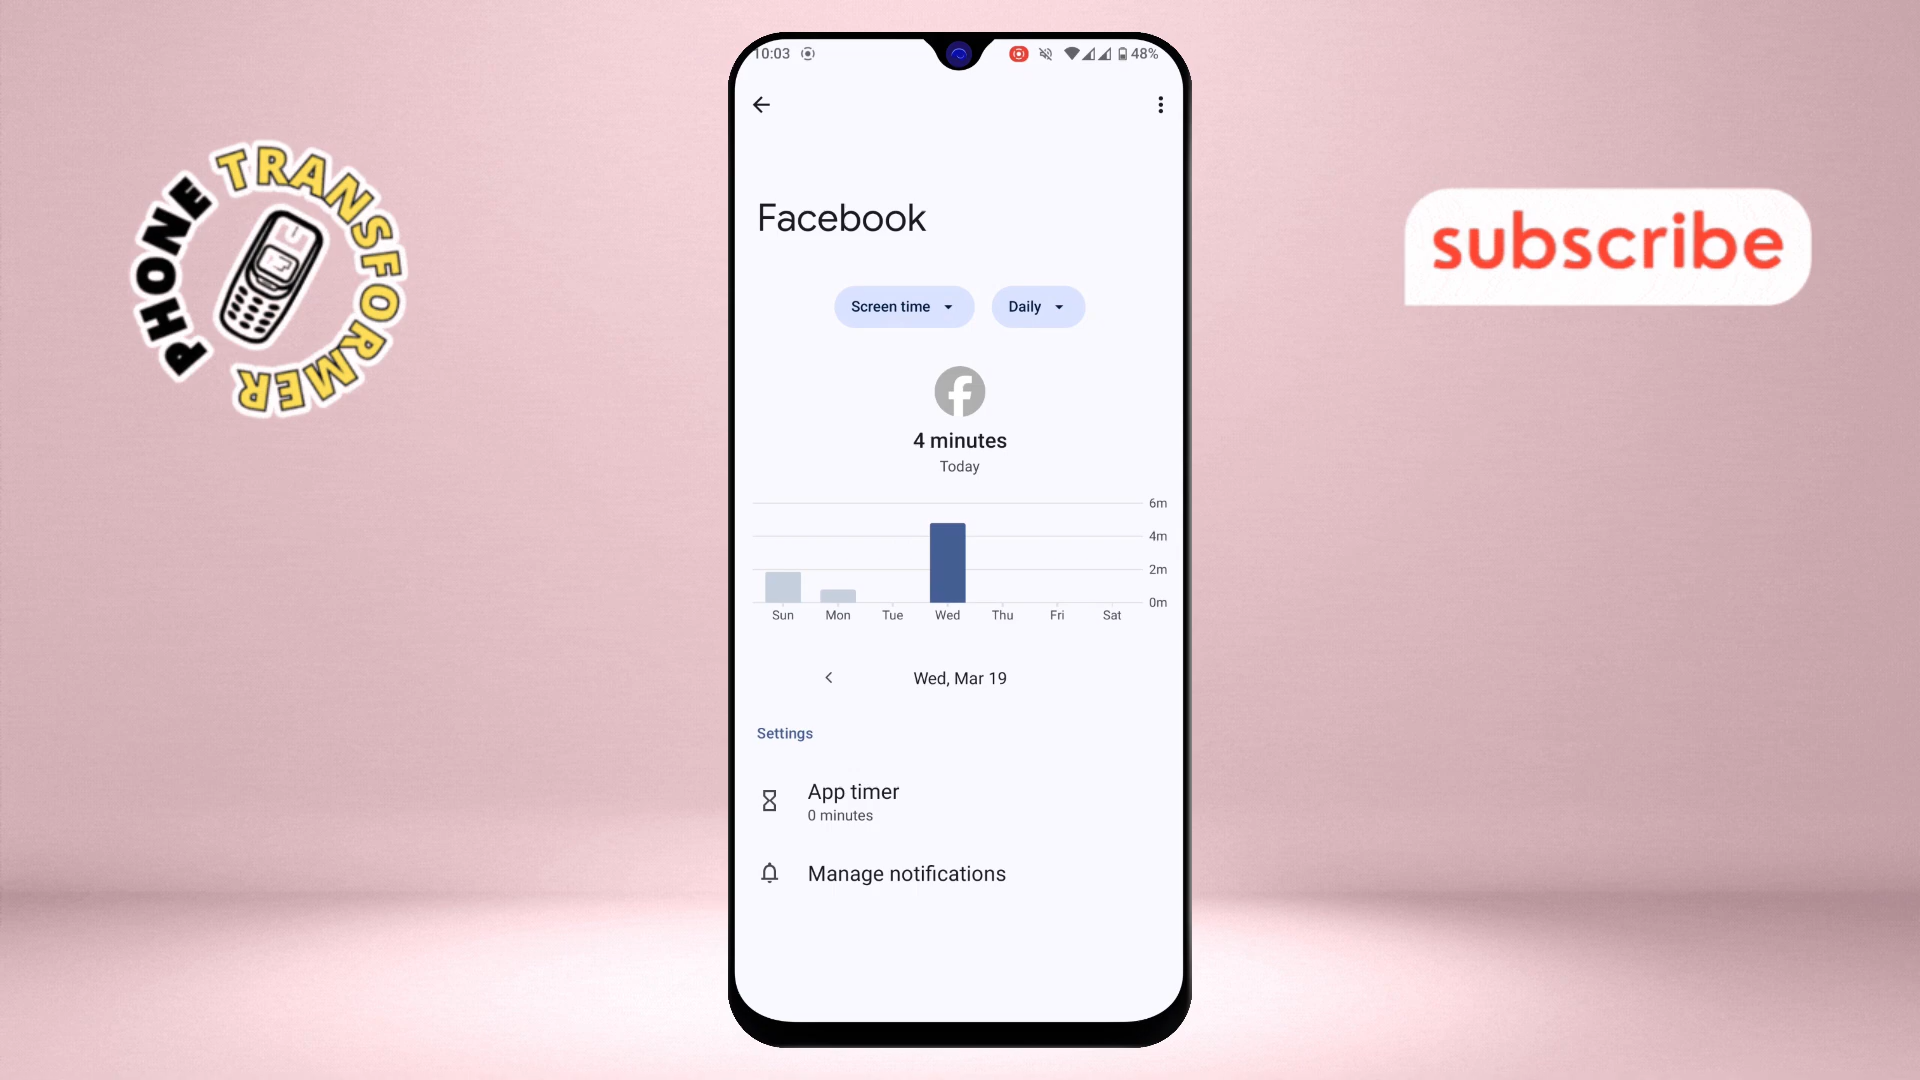 PHONE TRANSFORMER
subscribe
10:03
48%
Facebook
Screen time
Daily
4 minutes
Today
6m
4m
2m
0m
Sun Mon Tue Wed Thu Fri Sat
Wed, Mar 19
Settings
App timer
0 minutes
Manage notifications